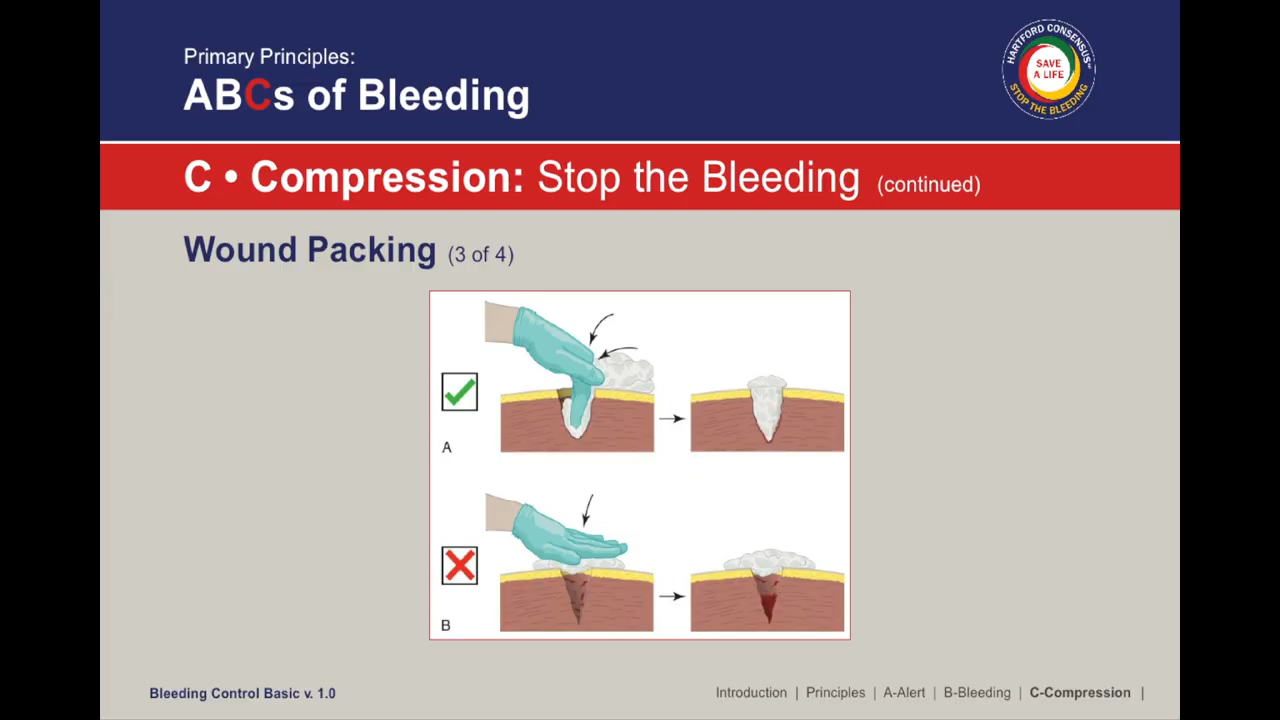 Primary Principles:
ABCs of Bleeding
HARTFORD CONSENSUS™
SAVE
A LIFE
STOP THE BLEEDING
C • Compression: Stop the Bleeding (continued)
Wound Packing (3 of 4)
A
B
Bleeding Control Basic v. 1.0
Introduction | Principles | A-Alert | B-Bleeding | C-Compression |